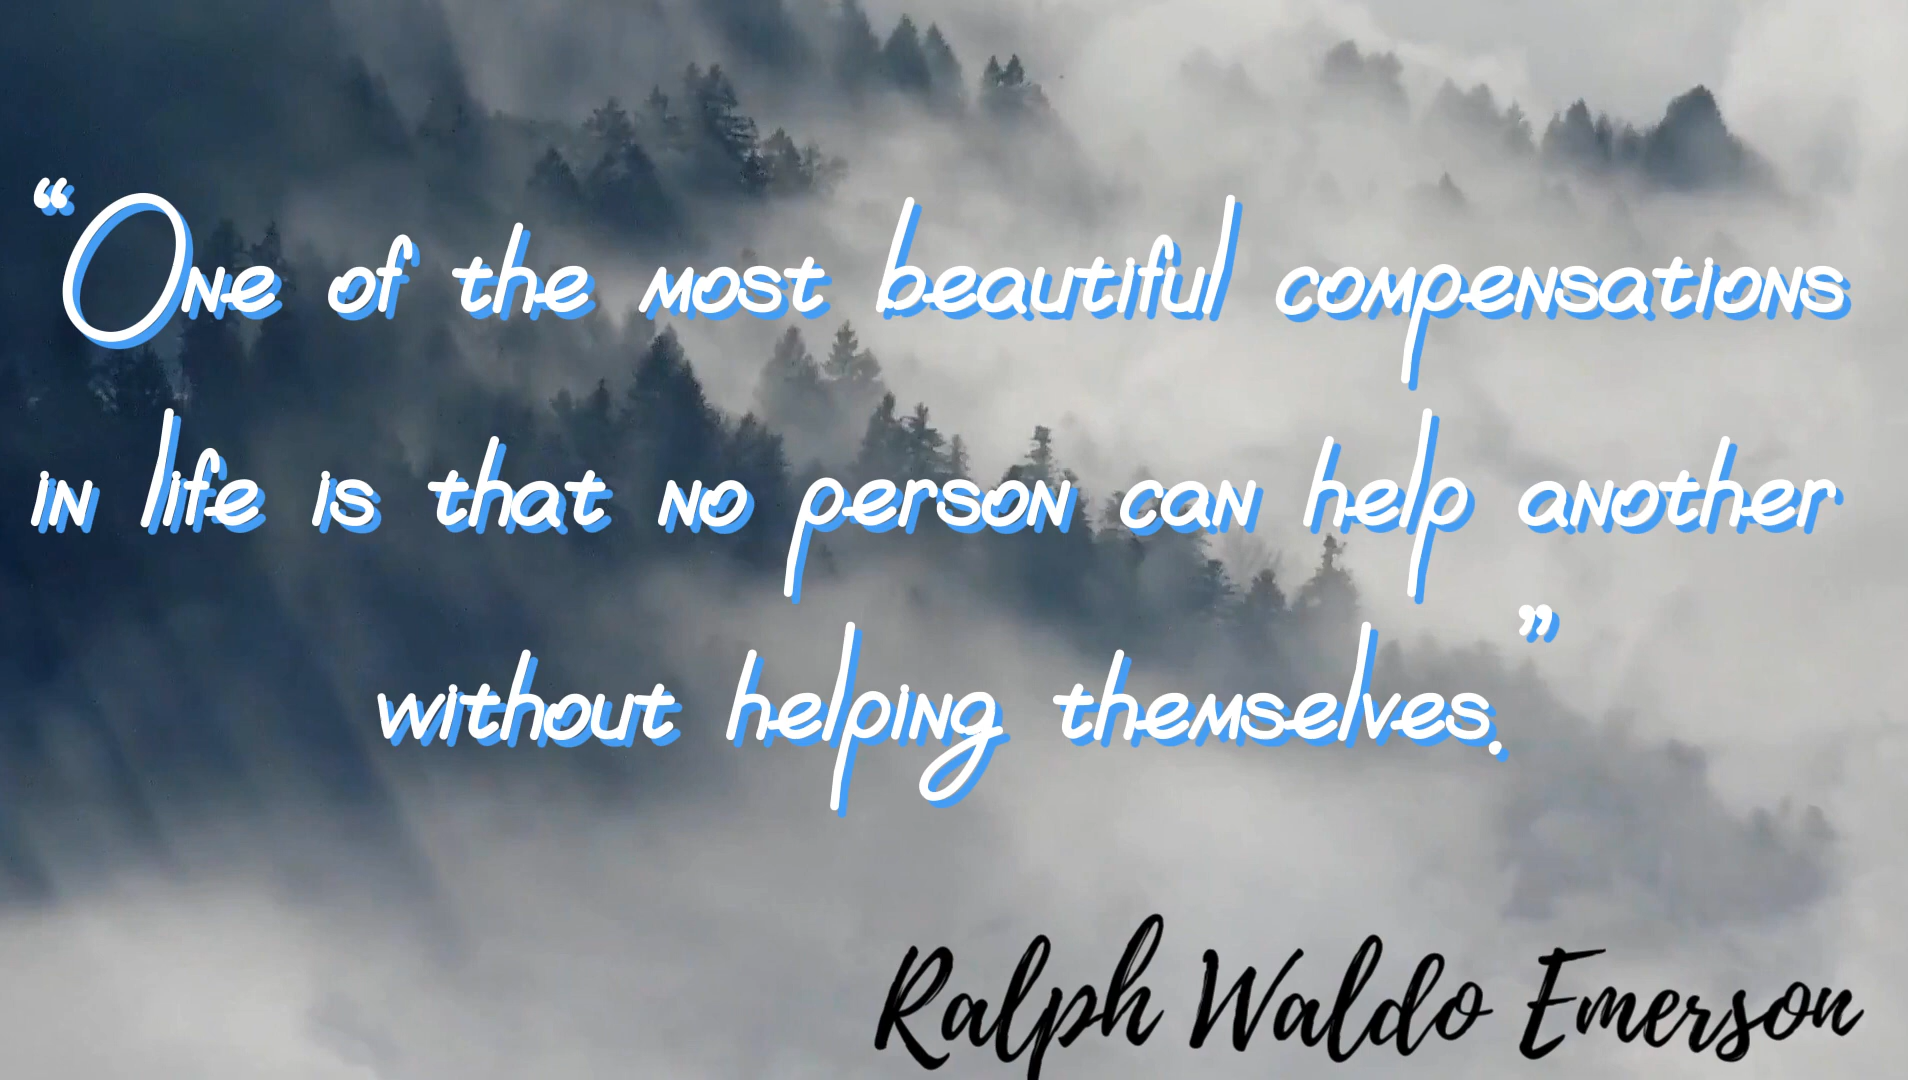 “One of the most beautiful compensations
in life is that no person can help another
without helping themselves.”
Ralph Waldo Emerson